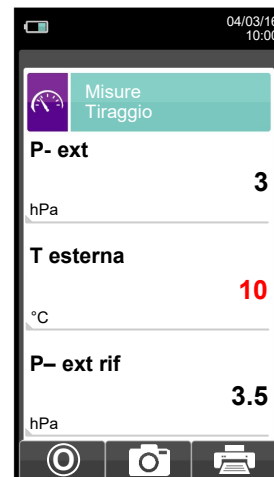 04/03/16
10:00
Misure
Tiraggio
P- ext
3
hPa
T esterna
10
°C
P– ext rif
3.5
hPa